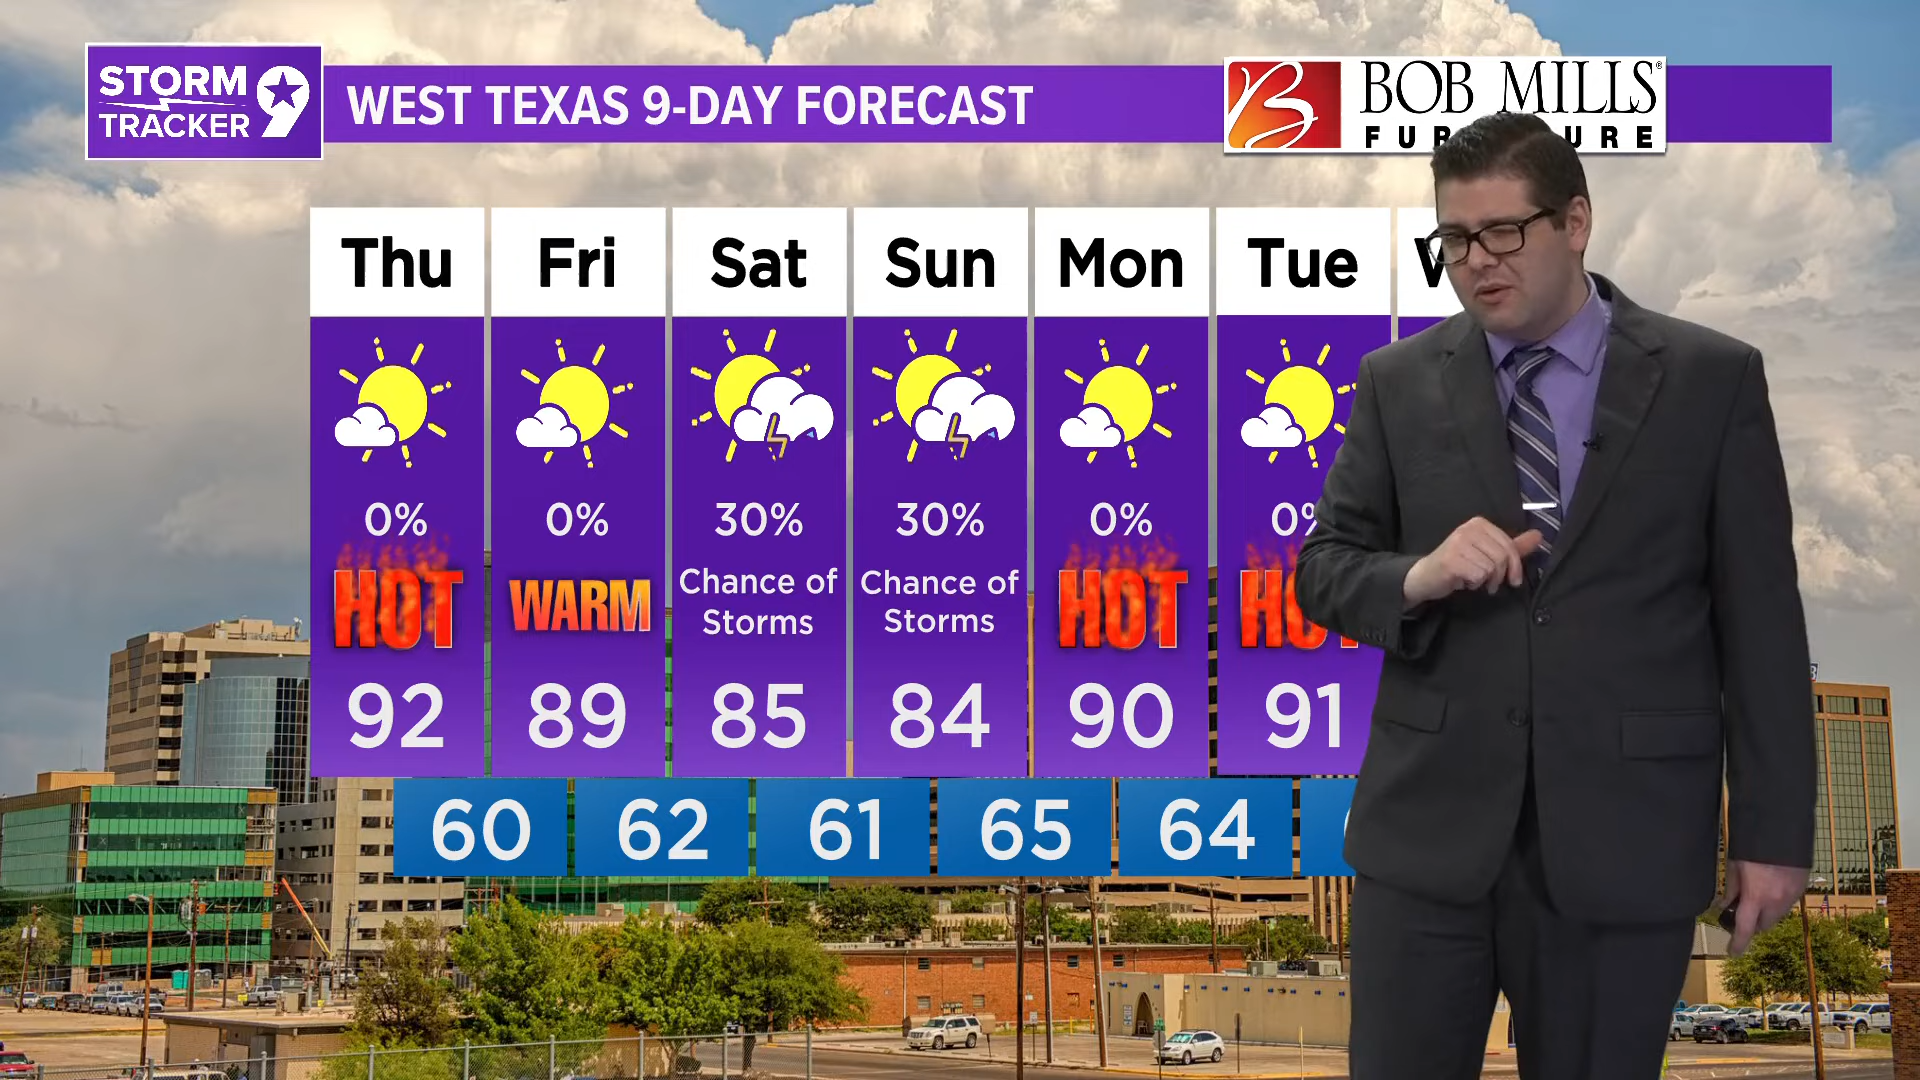 STORM
TRACKER 9
WEST TEXAS 9-DAY FORECAST
B
BOB MILLS®
Thu Fri Sat Sun Mon Tue
0% 0% 30% 30% 0%
HOT WARM Chance of Storms Chance of Storms HOT
92 89 85 84 90 91
60 62 61 65 64